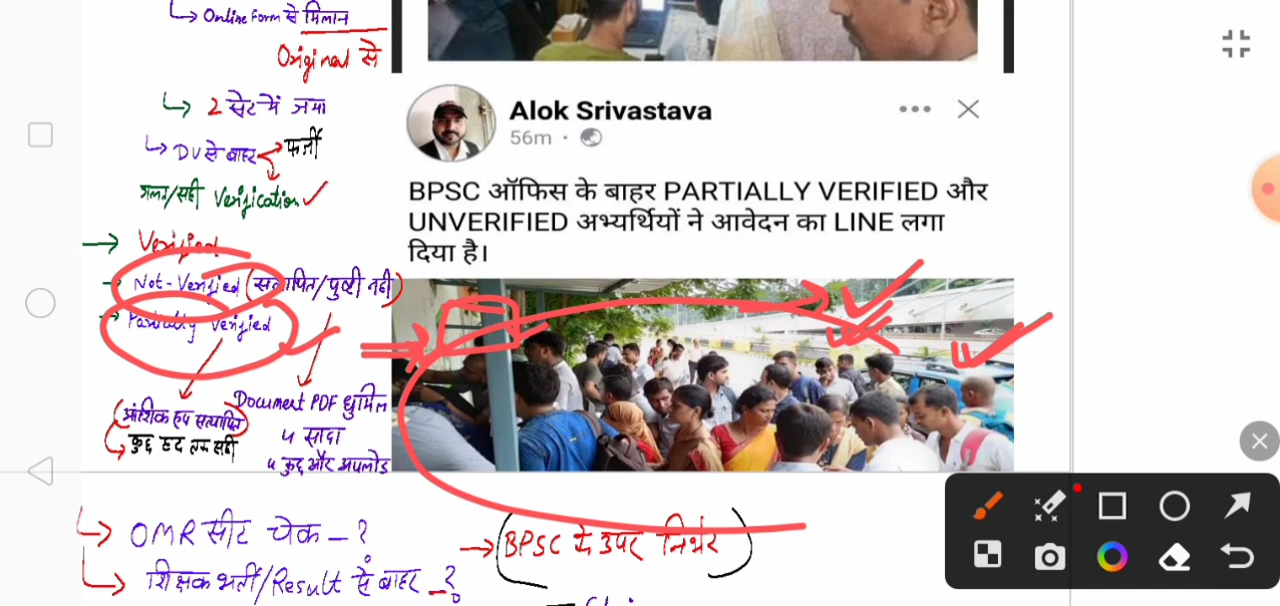 ↳ Online Form से मिलान
Original से
↳ 2 सेट में जमा
↳ DV से बाहर → फर्जी
गलत/सही Verification ✓
→ Verified
→ Not-Verified (सत्यापित/पुष्टी नही)
→ Partially Verified
(आंशिक रूप सत्यापित)
↳ कुछ हद तक सही
Document PDF धुमिल
" सादा
" कुछ और अपलोड
Alok Srivastava
56m ·
BPSC ऑफिस के बाहर PARTIALLY VERIFIED और
UNVERIFIED अभ्यर्थियों ने आवेदन का LINE लगा
दिया है।
↳ OMR सीट चेक – ?
↳ शिक्षक भर्ती/Result से बाहर – ?
→ (BPSC के उपर निर्भर)